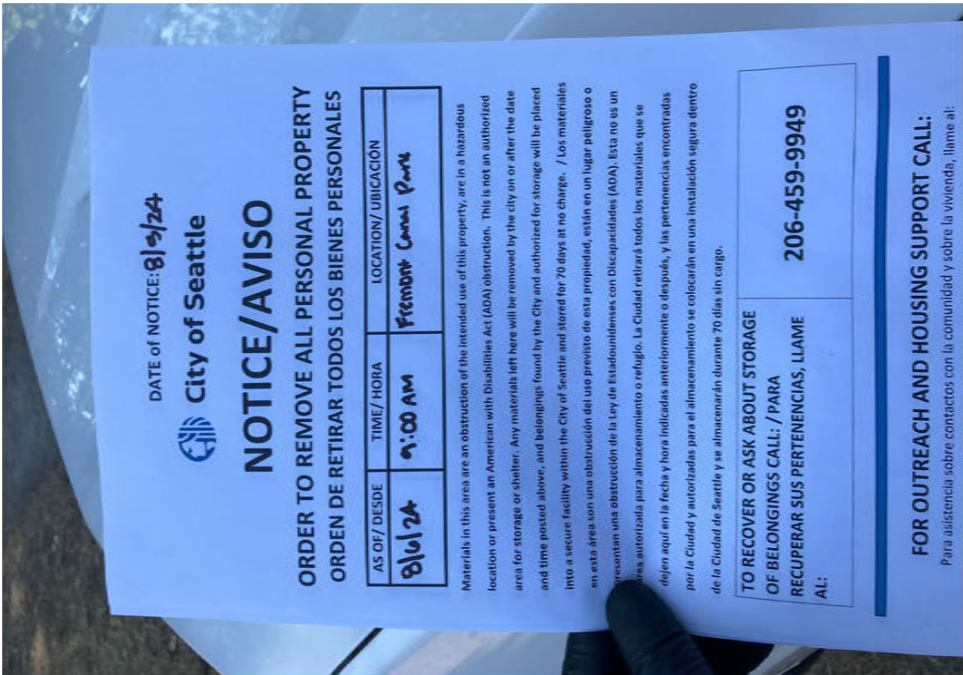 DATE OF NOTICE: 8/5/24
City of Seattle
NOTICE/AVISO
ORDER TO REMOVE ALL PERSONAL PROPERTY
ORDEN DE RETIRAR TODOS LOS BIENES PERSONALES
AS OF/ DESDE TIME/ HORA LOCATION/ UBICACIÓN
8/6/24 9:00 AM Fremont Canal Park
Materials in this area are an obstruction of the intended use of this property, are in a hazardous
location or present an American with Disabilities Act (ADA) obstruction. This is not an authorized
area for storage or shelter. Any materials left here will be removed by the city on or after the date
and time posted above, and belongings found by the City and authorized for storage will be placed
into a secure facility within the City of Seattle and stored for 70 days at no charge. / Los materiales
en esta área son una obstrucción del uso previsto de esta propiedad, están en un lugar peligroso o
presentan una obstrucción de la Ley de Estadounidenses con Discapacidades (ADA). Esta no es un
área autorizada para almacenamiento o refugio. La Ciudad retirará todos los materiales que se
dejen aquí en la fecha y hora indicadas anteriormente o después, y las pertenencias encontradas
por la Ciudad y autorizadas para el almacenamiento se colocarán en una instalación segura dentro
de la Ciudad de Seattle y se almacenarán durante 70 días sin cargo.
TO RECOVER OR ASK ABOUT STORAGE
OF BELONGINGS CALL: / PARA
RECUPERAR SUS PERTENENCIAS, LLAME
AL:
206-459-9949
FOR OUTREACH AND HOUSING SUPPORT CALL:
Para asistencia sobre contactos con la comunidad y sobre la vivienda, llame al: